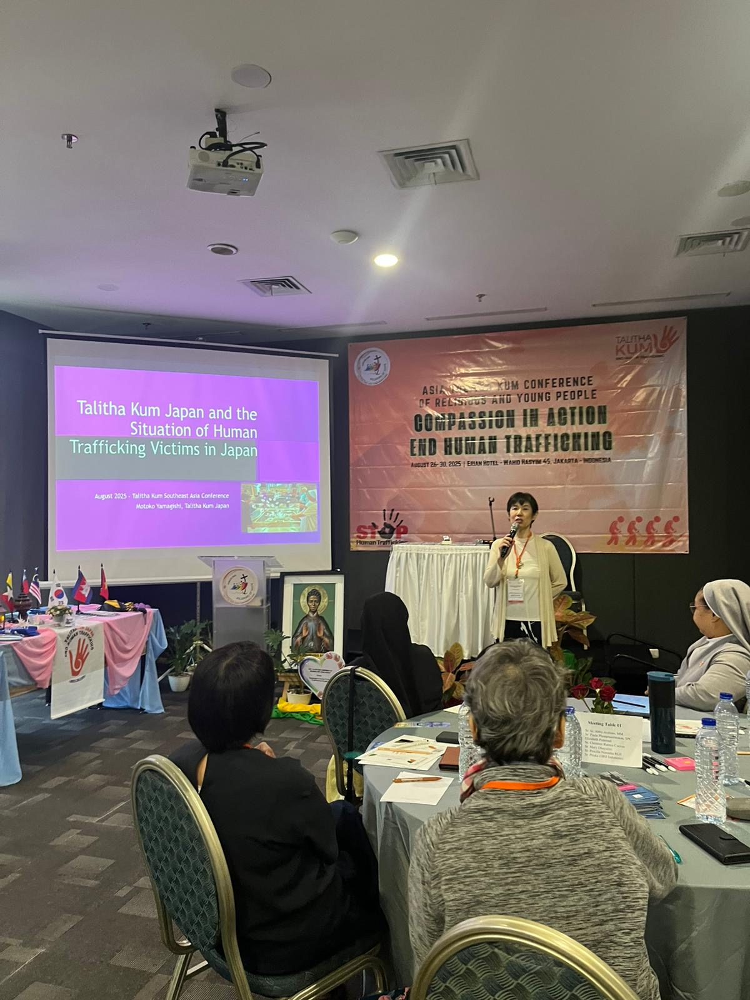 Talitha Kum Japan and the
Situation of Human
Trafficking Victims in Japan
August 2025 - Talitha Kum Southeast Asia Conference
Motoko Yamagishi, Talitha Kum Japan
TALITHA
KUM
ASIA KUM CONFERENCE
OF RELIGIOUS AND YOUNG PEOPLE
COMPASSION IN ACTION
END HUMAN TRAFFICKING
AUGUST 26-30, 2025 | ERIAN HOTEL - WAHID HASYIM 45, JAKARTA - INDONESIA
STOP
Human Trafficking
Meeting Table 01